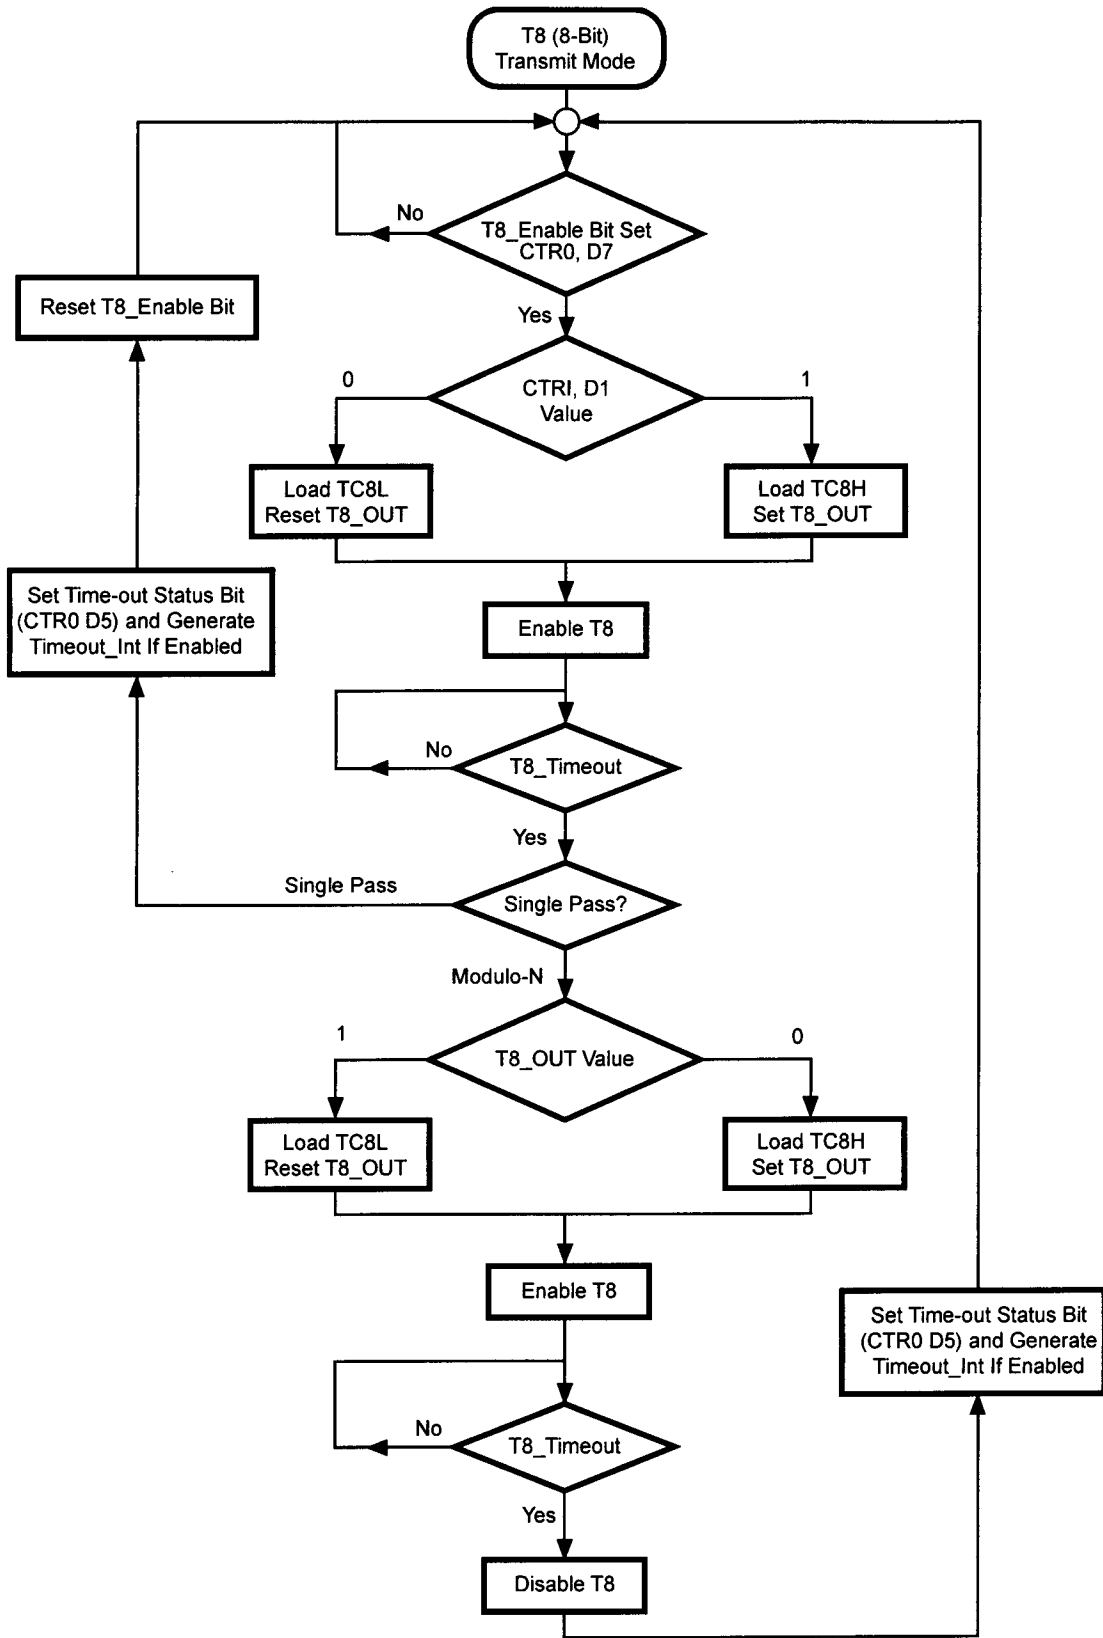 T8 (8-Bit)
Transmit Mode
No
T8_Enable Bit Set
CTR0, D7
Reset T8_Enable Bit
Yes
0
CTRI, D1
Value
1
Load TC8L
Reset T8_OUT
Load TC8H
Set T8_OUT
Set Time-out Status Bit
(CTR0 D5) and Generate
Timeout_Int If Enabled
Enable T8
No
T8_Timeout
Yes
Single Pass
Single Pass?
Modulo-N
1
T8_OUT Value
0
Load TC8L
Reset T8_OUT
Load TC8H
Set T8_OUT
Enable T8
Set Time-out Status Bit
(CTR0 D5) and Generate
Timeout_Int If Enabled
No
T8_Timeout
Yes
Disable T8